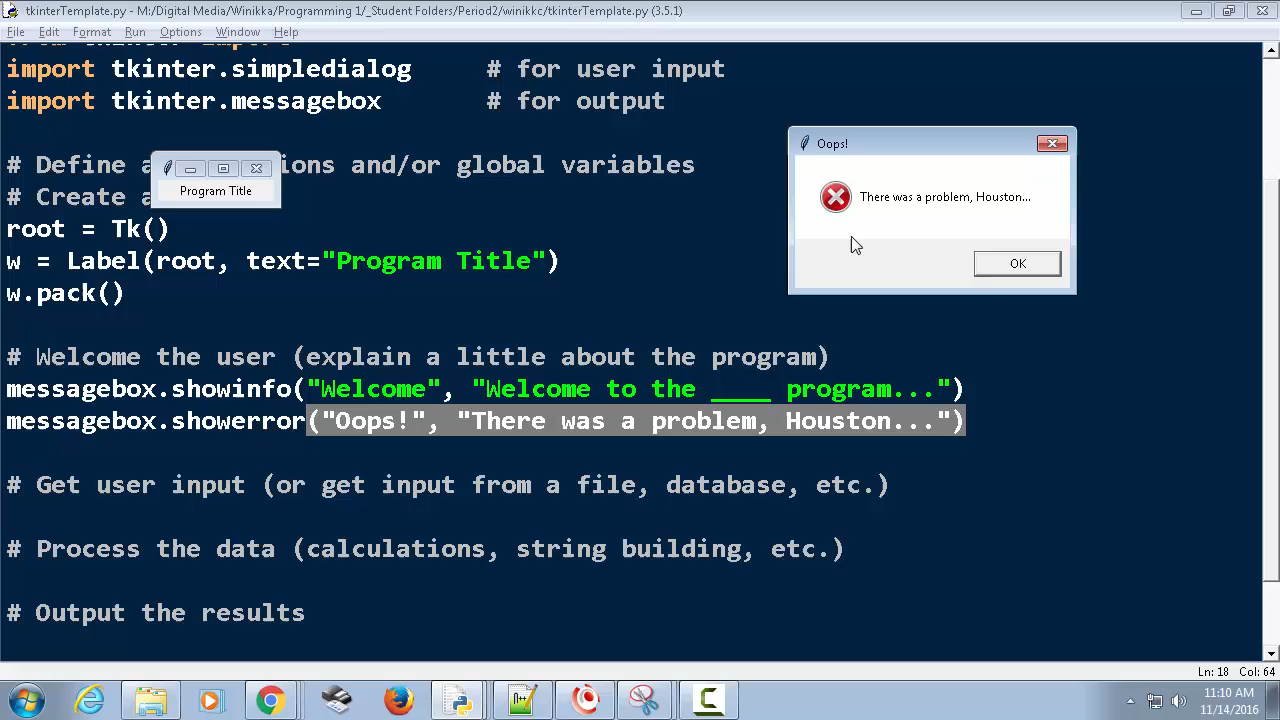 tkinterTemplate.py - M:/Digital Media/Winikka/Programming 1/_Student Folders/Period2/winikkc/tkinterTemplate.py (3.5.1)
File Edit Format Run Options Window Help
import tkinter.simpledialog # for user input
import tkinter.messagebox # for output
# Define a ions and/or global variables
# Create a
root = Tk()
w = Label(root, text="Program Title")
w.pack()
# Welcome the user (explain a little about the program)
messagebox.showinfo("Welcome", "Welcome to the ____ program...")
messagebox.showerror("Oops!", "There was a problem, Houston...")
# Get user input (or get input from a file, database, etc.)
# Process the data (calculations, string building, etc.)
# Output the results
Program Title
Oops!
There was a problem, Houston...
OK
Ln: 18 Col: 64
11:10 AM
11/14/2016